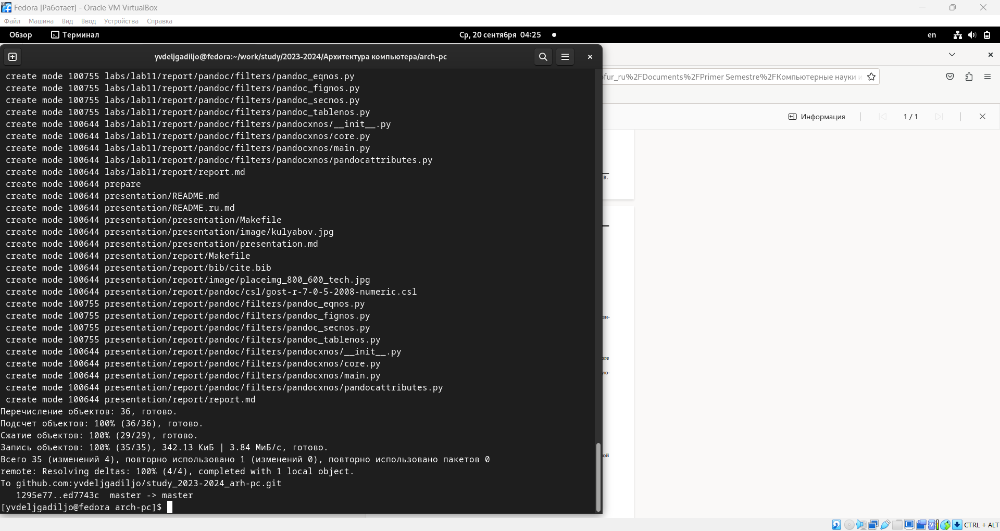 Fedora [Работает] - Oracle VM VirtualBox
Файл Машина Вид Ввод Устройства Справка
Обзор Терминал Ср, 20 сентября 04:25 en
yvdeljgadiljo@fedora:~/work/study/2023-2024/Архитектура компьютера/arch-pc
ofur_ru%2FDocuments%2FPrimer Semestre%2FКомпьютерные науки и
Информация 1 / 1
create mode 100755 labs/lab11/report/pandoc/filters/pandoc_eqnos.py
create mode 100755 labs/lab11/report/pandoc/filters/pandoc_fignos.py
create mode 100755 labs/lab11/report/pandoc/filters/pandoc_secnos.py
create mode 100755 labs/lab11/report/pandoc/filters/pandoc_tablenos.py
create mode 100644 labs/lab11/report/pandoc/filters/pandocxnos/__init__.py
create mode 100644 labs/lab11/report/pandoc/filters/pandocxnos/core.py
create mode 100644 labs/lab11/report/pandoc/filters/pandocxnos/main.py
create mode 100644 labs/lab11/report/pandoc/filters/pandocxnos/pandocattributes.py
create mode 100644 labs/lab11/report/report.md
create mode 100644 prepare
create mode 100644 presentation/README.md
create mode 100644 presentation/README.ru.md
create mode 100644 presentation/presentation/Makefile
create mode 100644 presentation/presentation/image/kulyabov.jpg
create mode 100644 presentation/presentation/presentation.md
create mode 100644 presentation/report/Makefile
create mode 100644 presentation/report/bib/cite.bib
create mode 100644 presentation/report/image/placeimg_800_600_tech.jpg
create mode 100644 presentation/report/pandoc/csl/gost-r-7-0-5-2008-numeric.csl
create mode 100755 presentation/report/pandoc/filters/pandoc_eqnos.py
create mode 100755 presentation/report/pandoc/filters/pandoc_fignos.py
create mode 100755 presentation/report/pandoc/filters/pandoc_secnos.py
create mode 100755 presentation/report/pandoc/filters/pandoc_tablenos.py
create mode 100644 presentation/report/pandoc/filters/pandocxnos/__init__.py
create mode 100644 presentation/report/pandoc/filters/pandocxnos/core.py
create mode 100644 presentation/report/pandoc/filters/pandocxnos/main.py
create mode 100644 presentation/report/pandoc/filters/pandocxnos/pandocattributes.py
create mode 100644 presentation/report/report.md
Перечисление объектов: 36, готово.
Подсчет объектов: 100% (36/36), готово.
Сжатие объектов: 100% (29/29), готово.
Запись объектов: 100% (35/35), 342.13 КиБ | 3.84 МиБ/с, готово.
Всего 35 (изменений 4), повторно использовано 1 (изменений 0), повторно использовано пакетов 0
remote: Resolving deltas: 100% (4/4), completed with 1 local object.
To github.com:yvdeljgadiljo/study_2023-2024_arh-pc.git
1295e77..ed7743c master -> master
[yvdeljgadiljo@fedora arch-pc]$
в.
зи-
оге
ую-
ой
CTRL + ALT